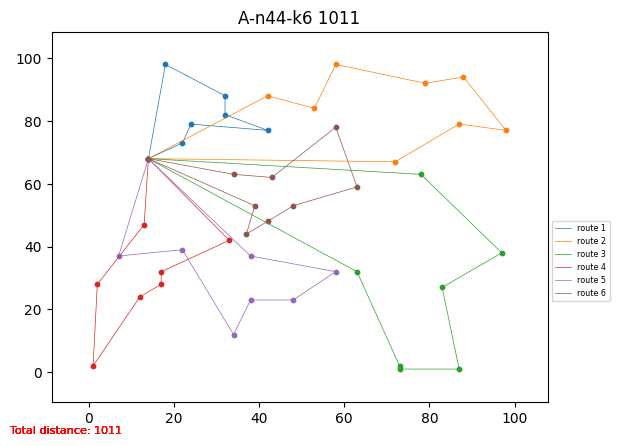 A-n44-k6 1011
100
80
60
40
20
0
0 20 40 60 80 100
route 1
route 2
route 3
route 4
route 5
route 6
Total distance: 1011